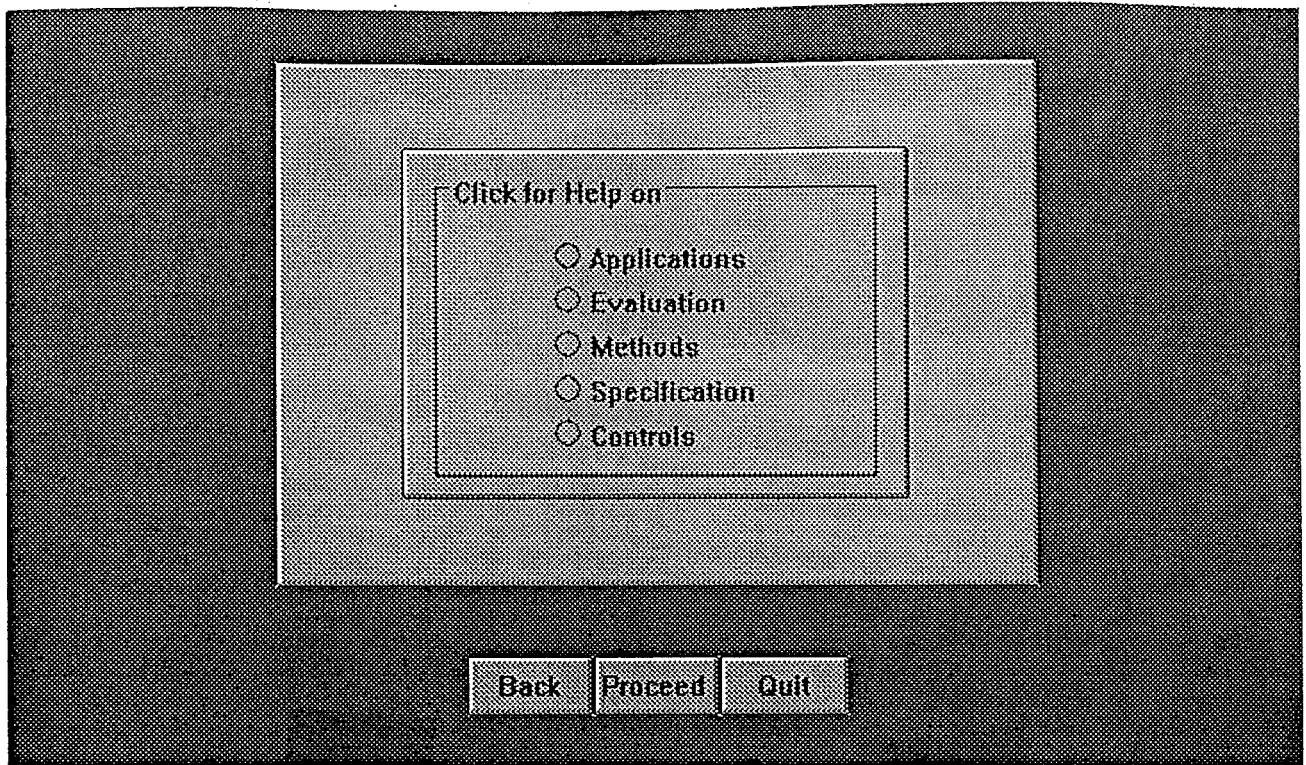 Click for Help on
Applications
Evaluation
Methods
Specification
Controls
Back Proceed Quit